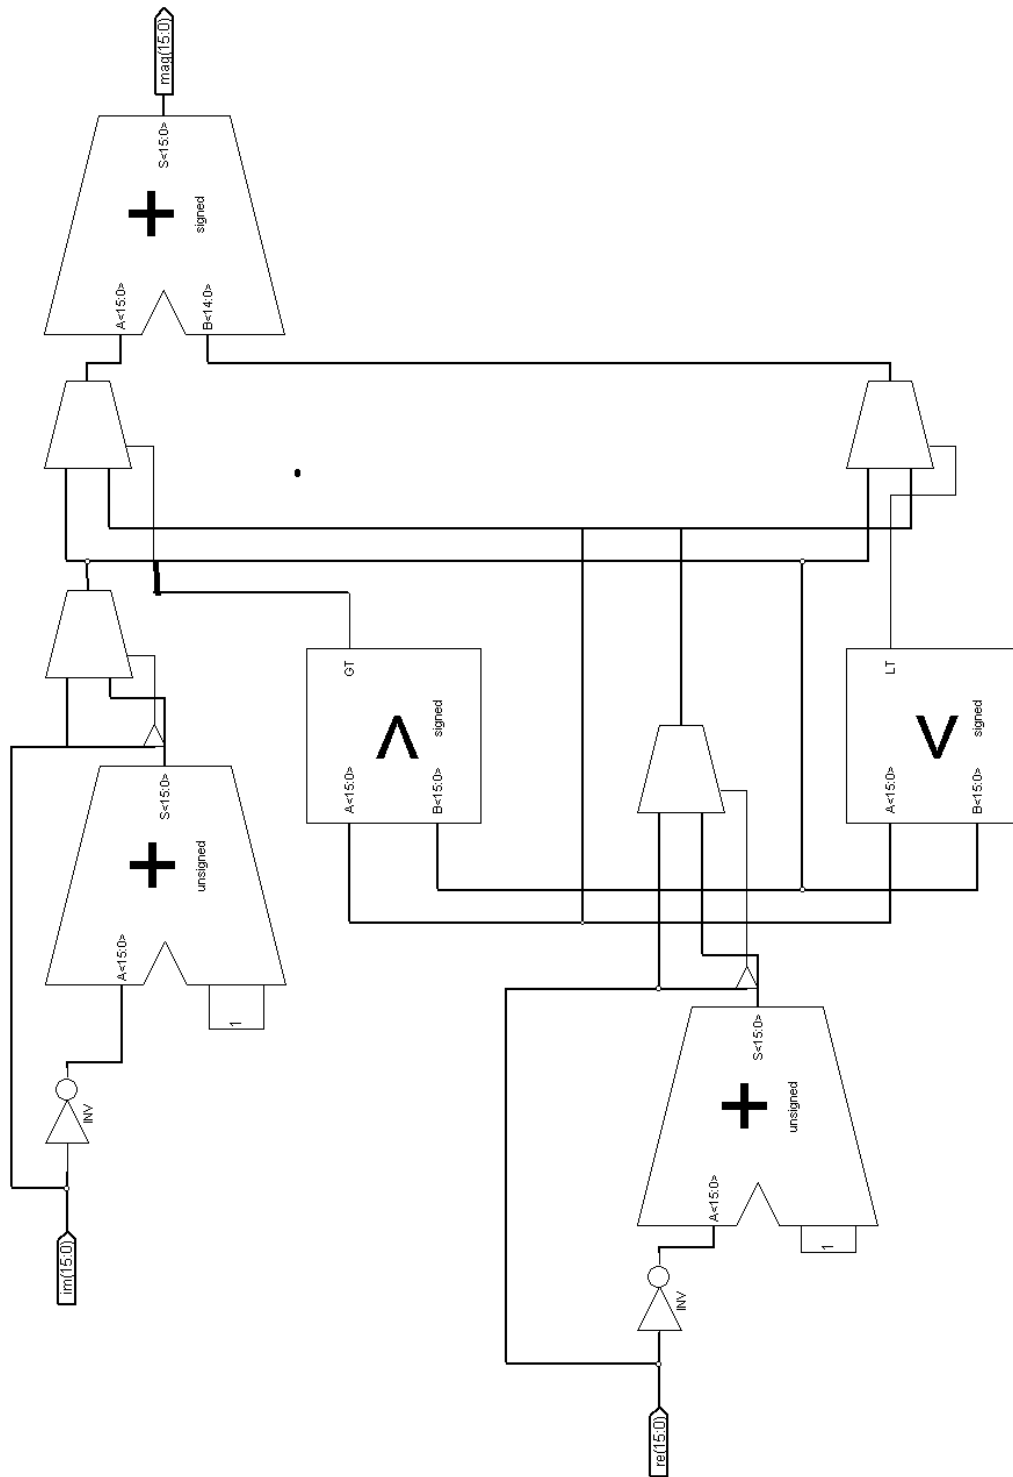 mag(15:0)
S<15:0>
+
signed
A<15:0>
B<14:0>
GT
>
signed
A<15:0>
B<15:0>
LT
<
signed
A<15:0>
B<15:0>
S<15:0>
+
unsigned
A<15:0>
1
INV
im(15:0)
S<15:0>
+
unsigned
A<15:0>
1
INV
re(15:0)